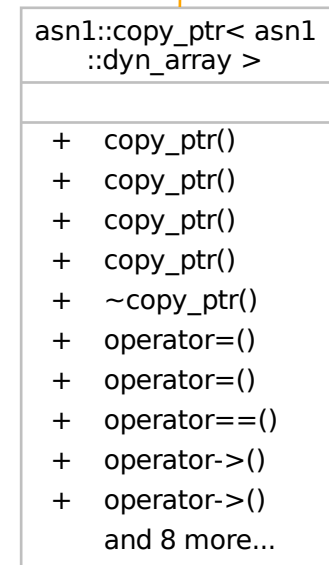 asn1::copy_ptr< asn1
::dyn_array >
+ copy_ptr()
+ copy_ptr()
+ copy_ptr()
+ copy_ptr()
+ ~copy_ptr()
+ operator=()
+ operator=()
+ operator==()
+ operator->()
+ operator->()
and 8 more...